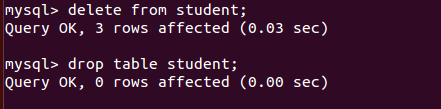 mysql> delete from student;
Query OK, 3 rows affected (0.03 sec)
mysql> drop table student;
Query OK, 0 rows affected (0.00 sec)